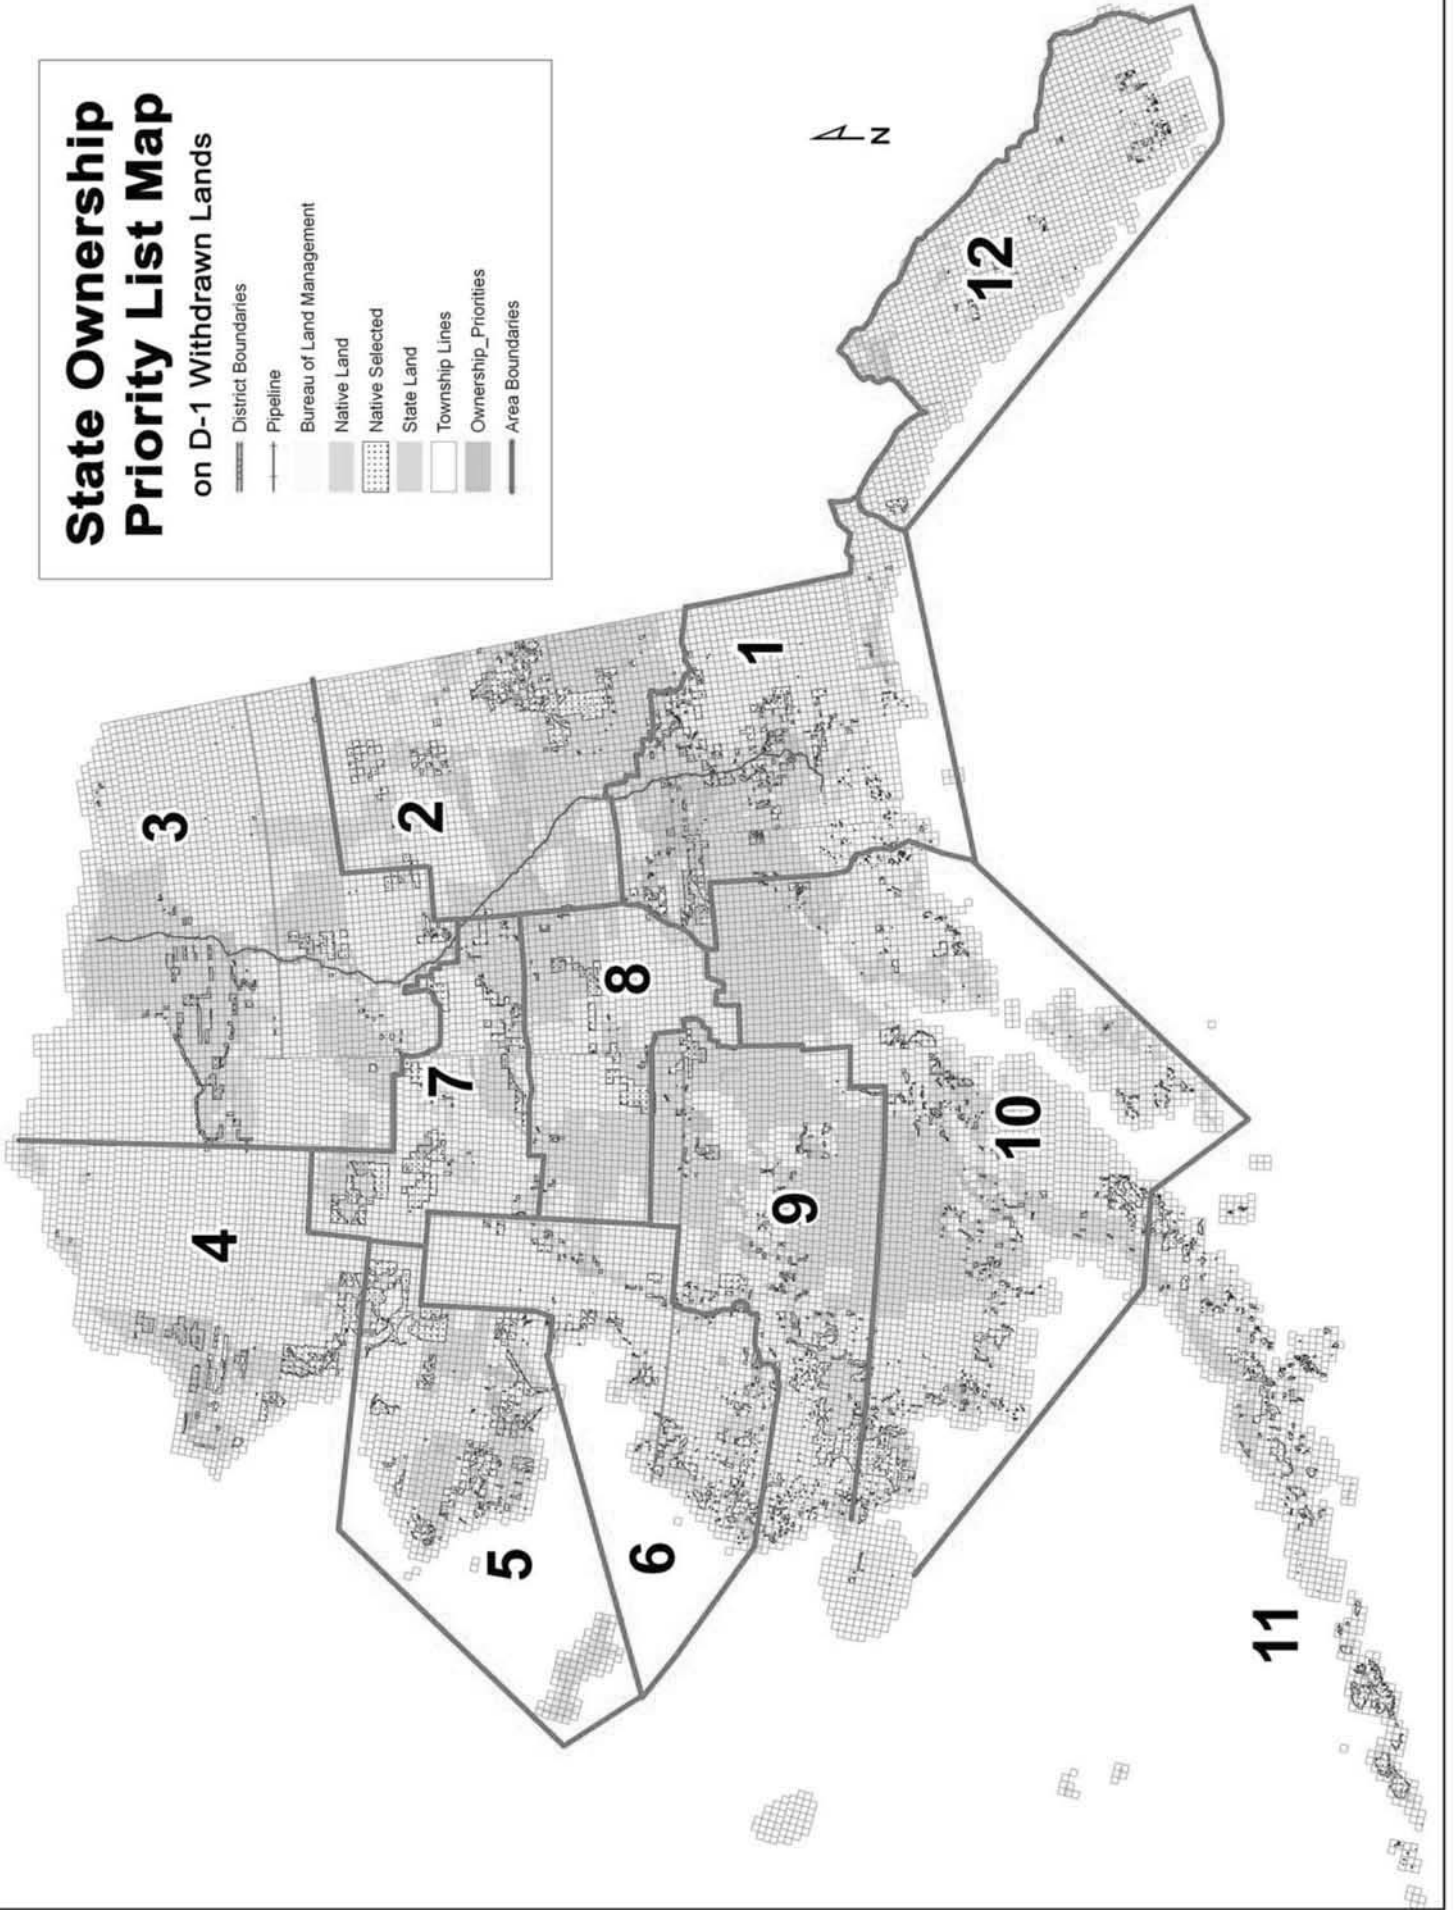 State Ownership
Priority List Map
on D-1 Withdrawn Lands
District Boundaries
Pipeline
Bureau of Land Management
Native Land
Native Selected
State Land
Township Lines
Ownership_Priorities
Area Boundaries
N
1
2
3
4
5
6
7
8
9
10
11
12